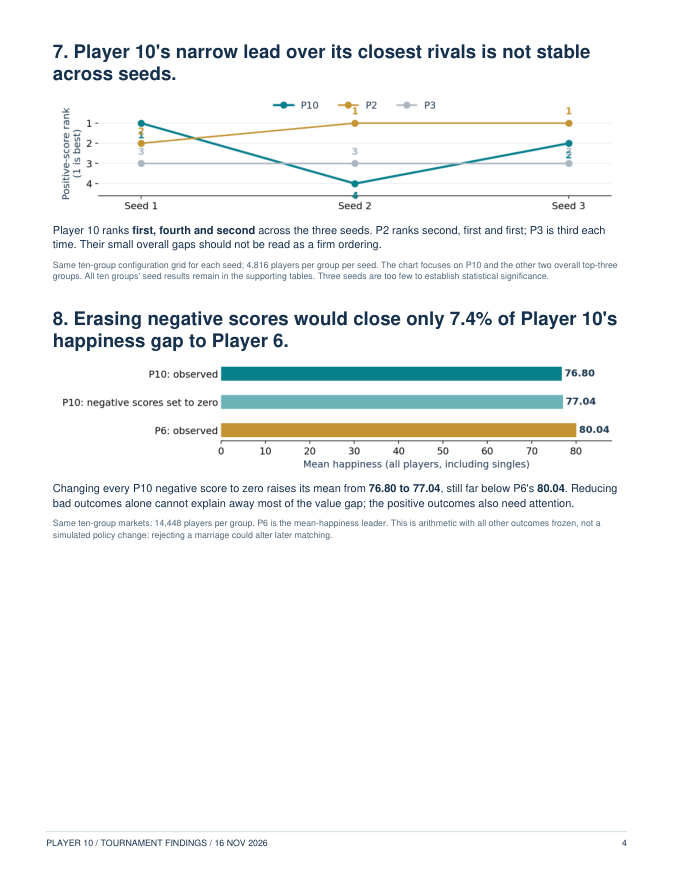 7. Player 10's narrow lead over its closest rivals is not stable
across seeds.
P10 P2 P3
Positive-score rank
(1 is best)
1
2
3
4
1
4
2
2
1
1
3
3
Seed 1 Seed 2 Seed 3
Player 10 ranks first, fourth and second across the three seeds. P2 ranks second, first and first; P3 is third each
time. Their small overall gaps should not be read as a firm ordering.
Same ten-group configuration grid for each seed; 4,816 players per group per seed. The chart focuses on P10 and the other two overall top-three
groups. All ten groups' seed results remain in the supporting tables. Three seeds are too few to establish statistical significance.
8. Erasing negative scores would close only 7.4% of Player 10's
happiness gap to Player 6.
P10: observed 76.80
P10: negative scores set to zero 77.04
P6: observed 80.04
0 10 20 30 40 50 60 70 80
Mean happiness (all players, including singles)
Changing every P10 negative score to zero raises its mean from 76.80 to 77.04, still far below P6's 80.04. Reducing
bad outcomes alone cannot explain away most of the value gap; the positive outcomes also need attention.
Same ten-group markets: 14,448 players per group. P6 is the mean-happiness leader. This is arithmetic with all other outcomes frozen, not a
simulated policy change: rejecting a marriage could alter later matching.
PLAYER 10 / TOURNAMENT FINDINGS / 16 NOV 2026 4